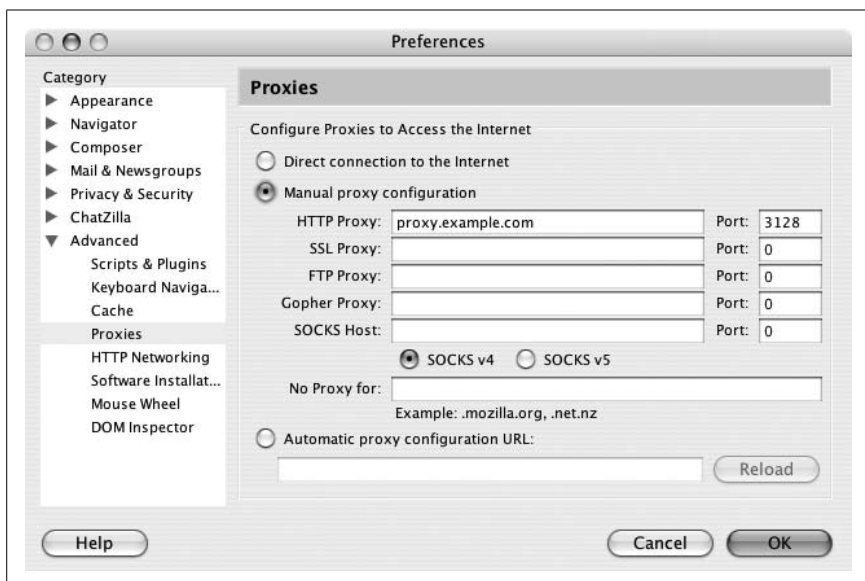 Preferences
Category
Appearance
Navigator
Composer
Mail & Newsgroups
Privacy & Security
ChatZilla
Advanced
Scripts & Plugins
Keyboard Naviga...
Cache
Proxies
HTTP Networking
Software Installat...
Mouse Wheel
DOM Inspector
Proxies
Configure Proxies to Access the Internet
Direct connection to the Internet
Manual proxy configuration
HTTP Proxy: proxy.example.com Port: 3128
SSL Proxy: Port: 0
FTP Proxy: Port: 0
Gopher Proxy: Port: 0
SOCKS Host: Port: 0
SOCKS v4 SOCKS v5
No Proxy for:
Example: .mozilla.org, .net.nz
Automatic proxy configuration URL:
Reload
Help Cancel OK